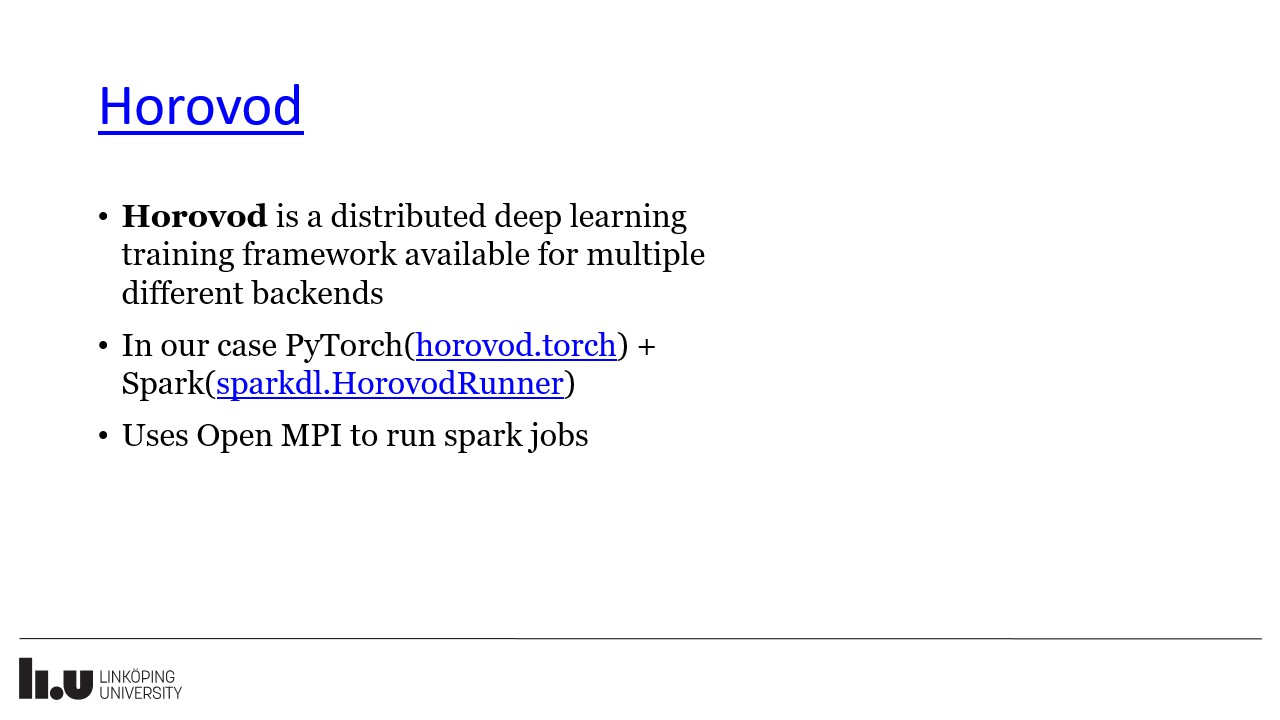 Horovod
• Horovod is a distributed deep learning
training framework available for multiple
different backends
• In our case PyTorch(horovod.torch) +
Spark(sparkdl.HorovodRunner)
• Uses Open MPI to run spark jobs
li.u LINKÖPING
UNIVERSITY